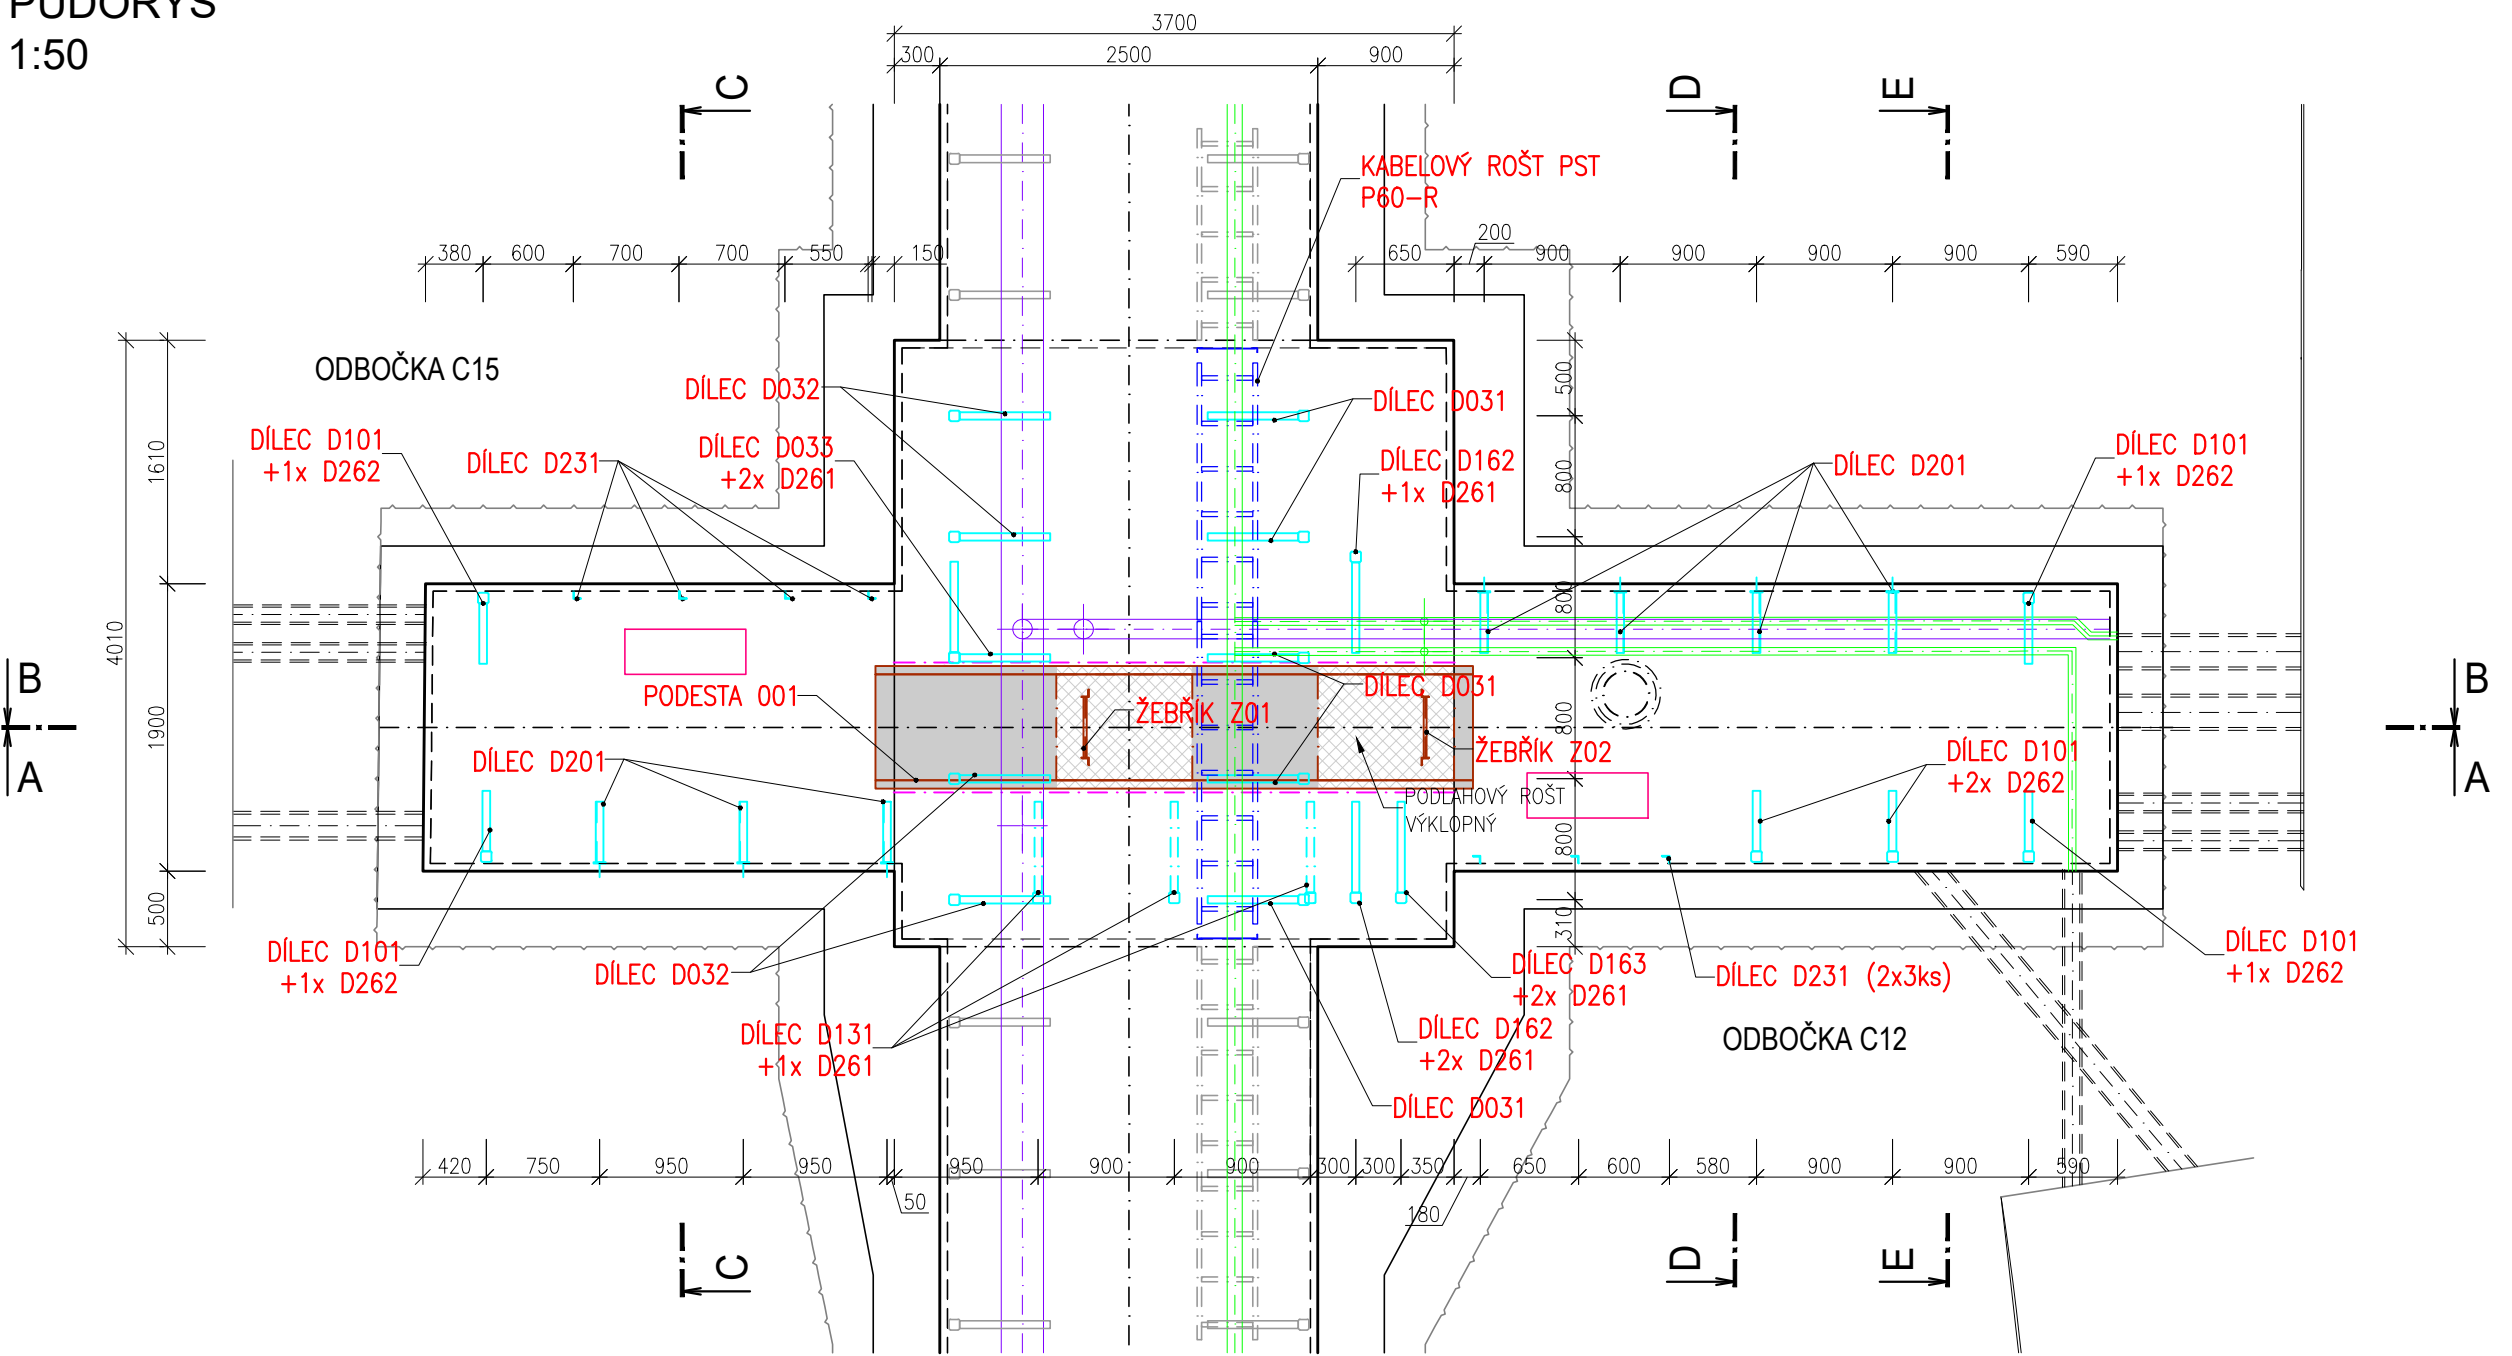 PŮDORYS
1:50
3700
300
2500
900
C
D
E
KABELOVÝ ROŠT PST
P60-R
380
600
700
700
550
150
650
200
900
900
900
900
590
ODBOČKA C15
DÍLEC D032
DÍLEC D031
500
DÍLEC D101
+1x D262
DÍLEC D231
DÍLEC D033
+2x D261
DÍLEC D162
+1x D261
DÍLEC D201
DÍLEC D101
+1x D262
1610
800
800
4010
B
B
PODESTA 001
DÍLEC D031
ŽEBŘÍK Z01
1900
800
ŽEBŘÍK Z02
DÍLEC D201
DÍLEC D101
+2x D262
A
A
PODLAHOVÝ ROŠT
VÝKLOPNÝ
800
500
310
DÍLEC D101
+1x D262
DÍLEC D032
DÍLEC D163
+2x D261
DÍLEC D231 (2x3ks)
DÍLEC D101
+1x D262
DÍLEC D131
+1x D261
DÍLEC D162
+2x D261
ODBOČKA C12
DÍLEC D031
420
750
950
950
950
900
900
300
300
350
650
600
580
900
900
590
50
180
C
D
E